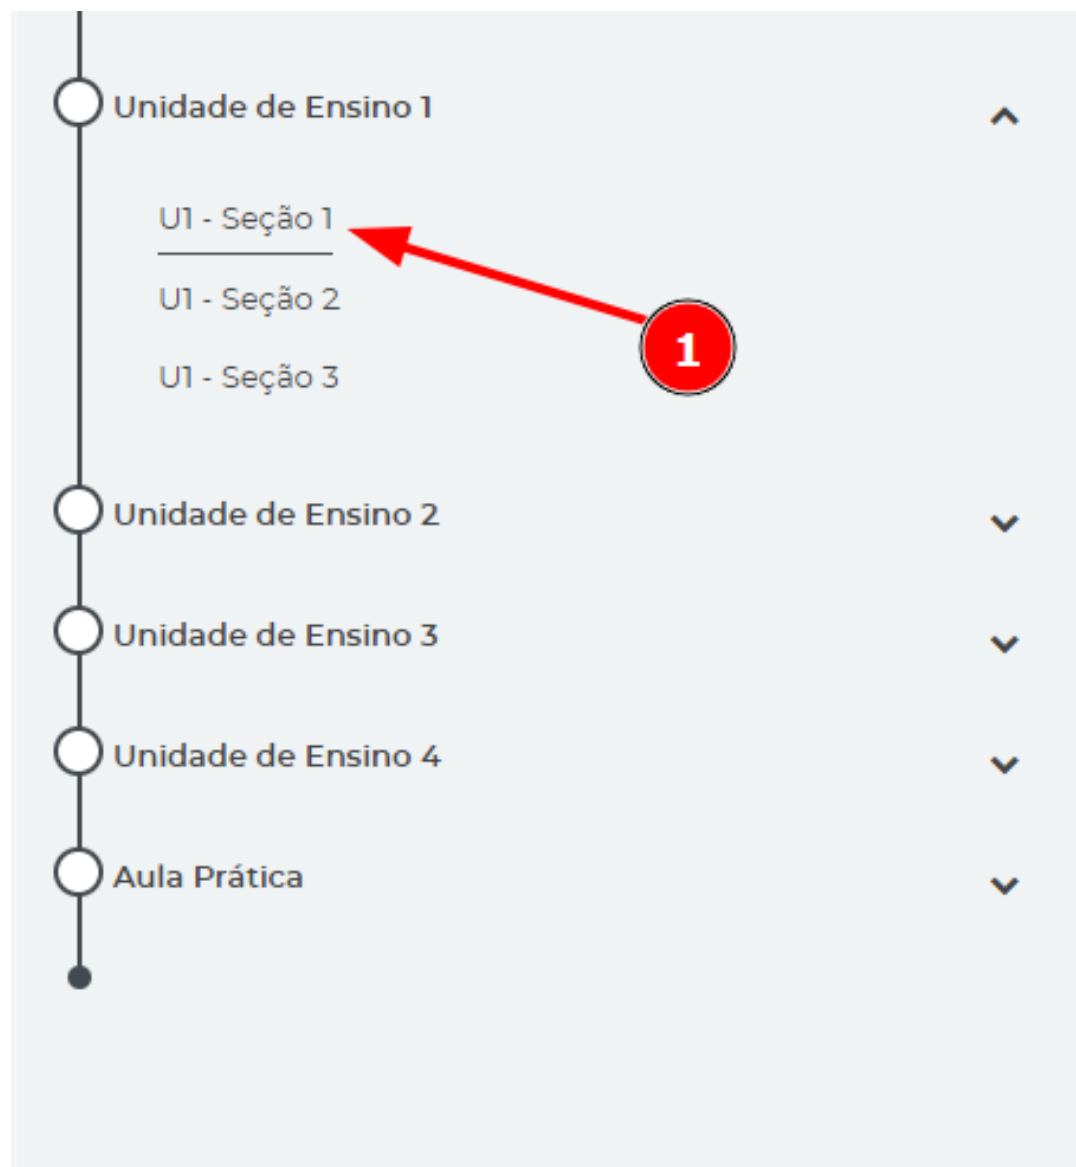 Unidade de Ensino 1
U1 - Seção 1
U1 - Seção 2
1
U1 - Seção 3
Unidade de Ensino 2
Unidade de Ensino 3
Unidade de Ensino 4
Aula Prática